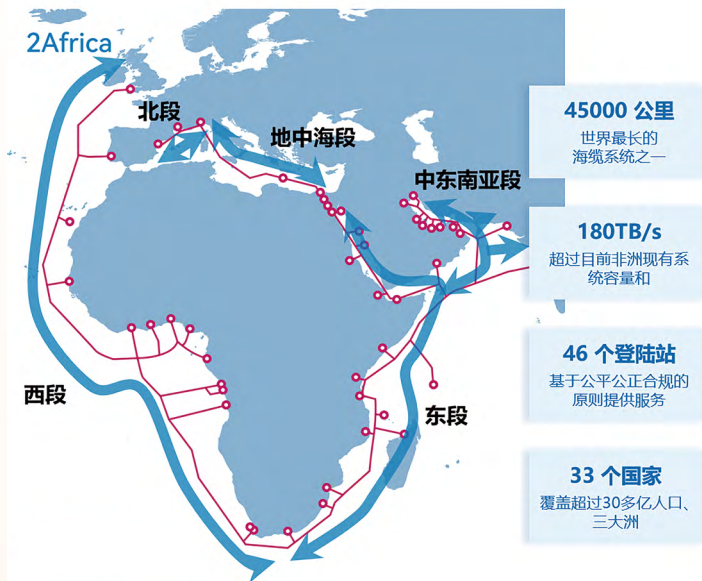 2Africa
北段
地中海段
中东南亚段
西段
东段
45000 公里
世界最长的
海缆系统之一
180TB/s
超过目前非洲现有系
统容量和
46 个登陆站
基于公平公正合规的
原则提供服务
33 个国家
覆盖超过30多亿人口、
三大洲